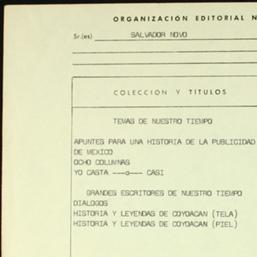 ORGANIZACIÓN EDITORIAL N
Sr.(es) SALVADOR NOVO
COLECCION Y TITULOS
TEMAS DE NUESTRO TIEMPO
APUNTES PARA UNA HISTORIA DE LA PUBLICIDAD
DE MEXICO
OCHO COLUMNAS
YO CASTA ---o--- CASI
GRANDES ESCRITORES DE NUESTRO TIEMPO
DIALOGOS
HISTORIA Y LEYENDAS DE COYOACAN (TELA)
HISTORIA Y LEYENDAS DE COYOACAN (PIEL)